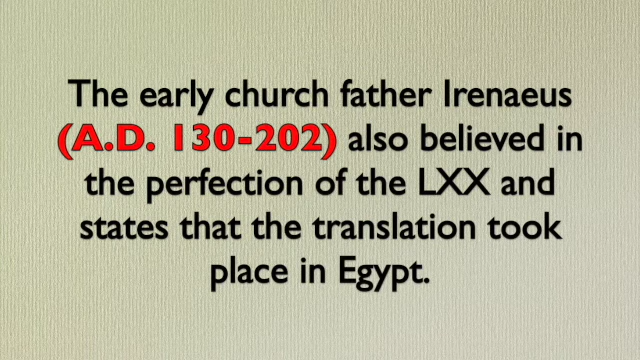 The early church father Irenaeus
(A.D. 130-202) also believed in
the perfection of the LXX and
states that the translation took
place in Egypt.